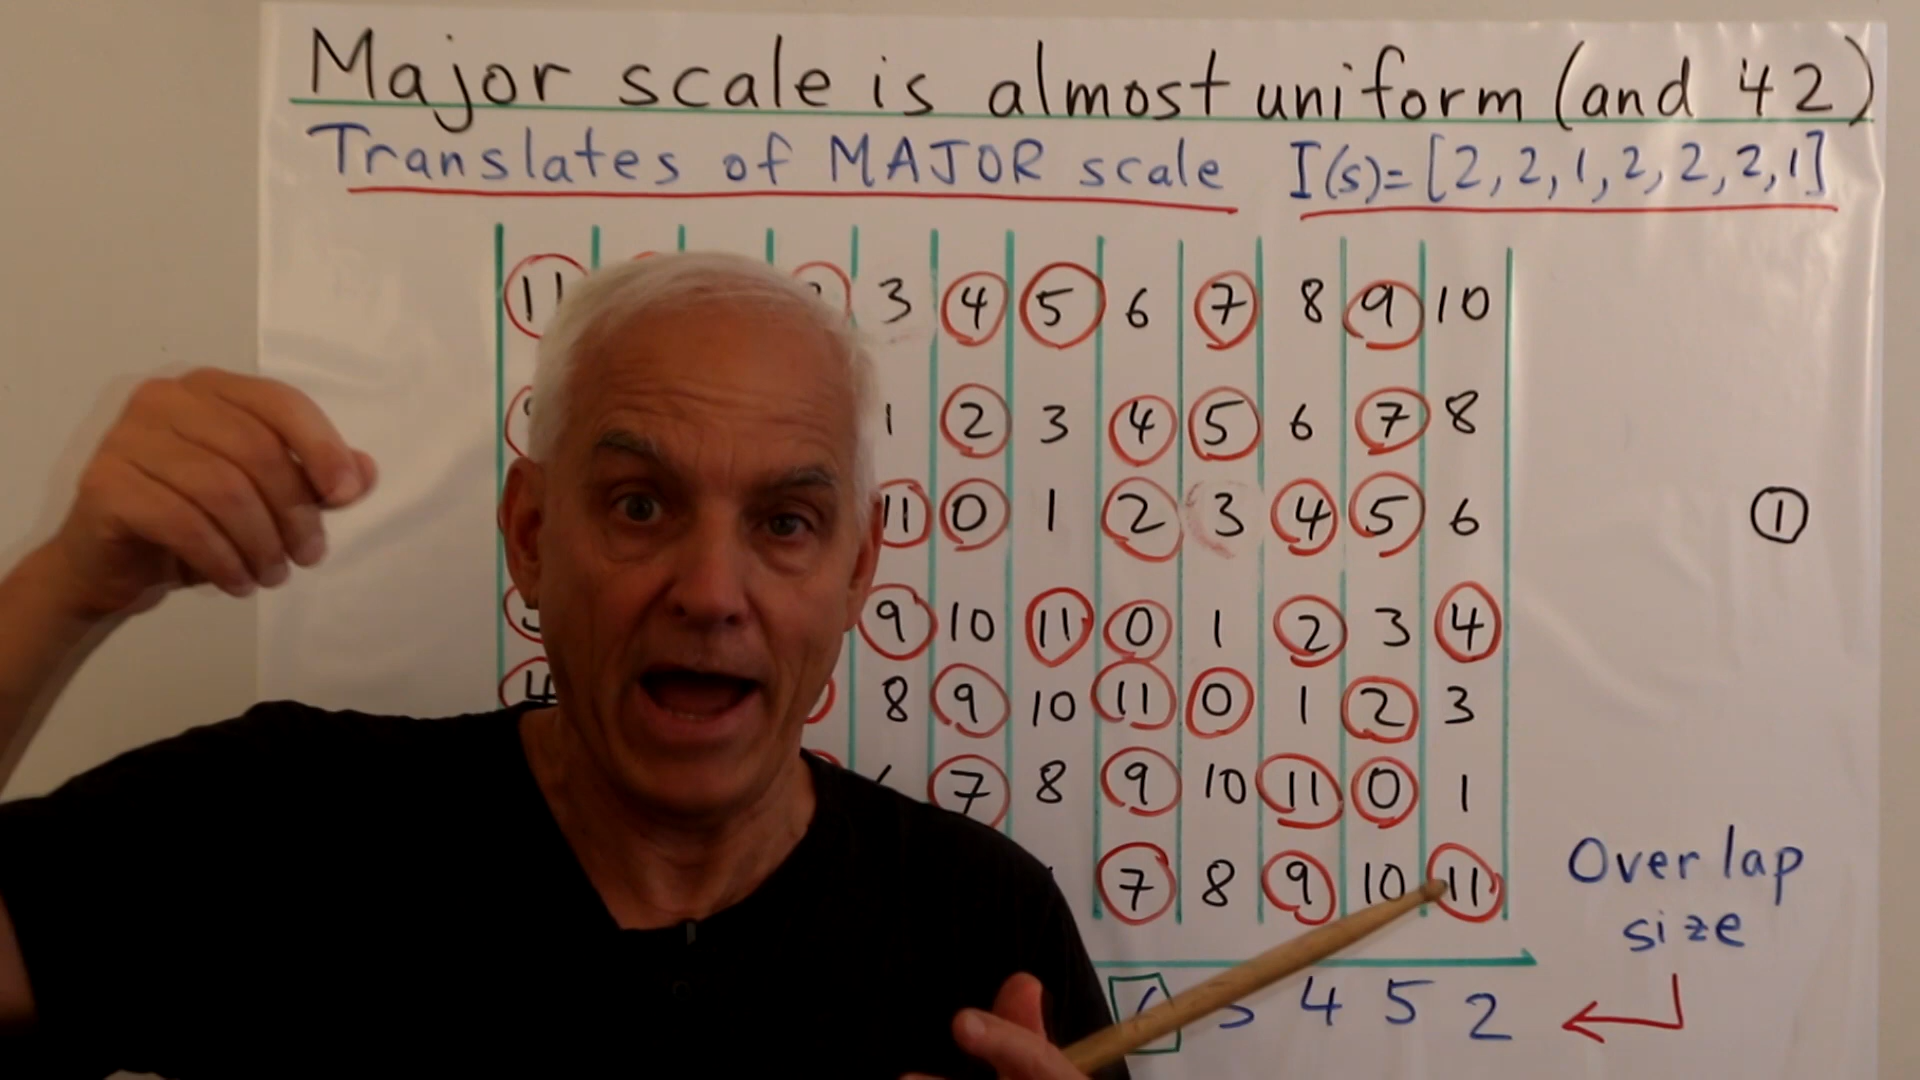 Major scale is almost uniform (and 42)
Translates of MAJOR scale I(s)=[2,2,1,2,2,2,1]
11 3 4 5 6 7 8 9 10
1 2 3 4 5 6 7 8
11 0 1 2 3 4 5 6 ①
9 10 11 0 1 2 3 4
4 8 9 10 11 0 1 2 3
7 8 9 10 11 0 1
7 8 9 10 11
Overlap
size
4 5 2